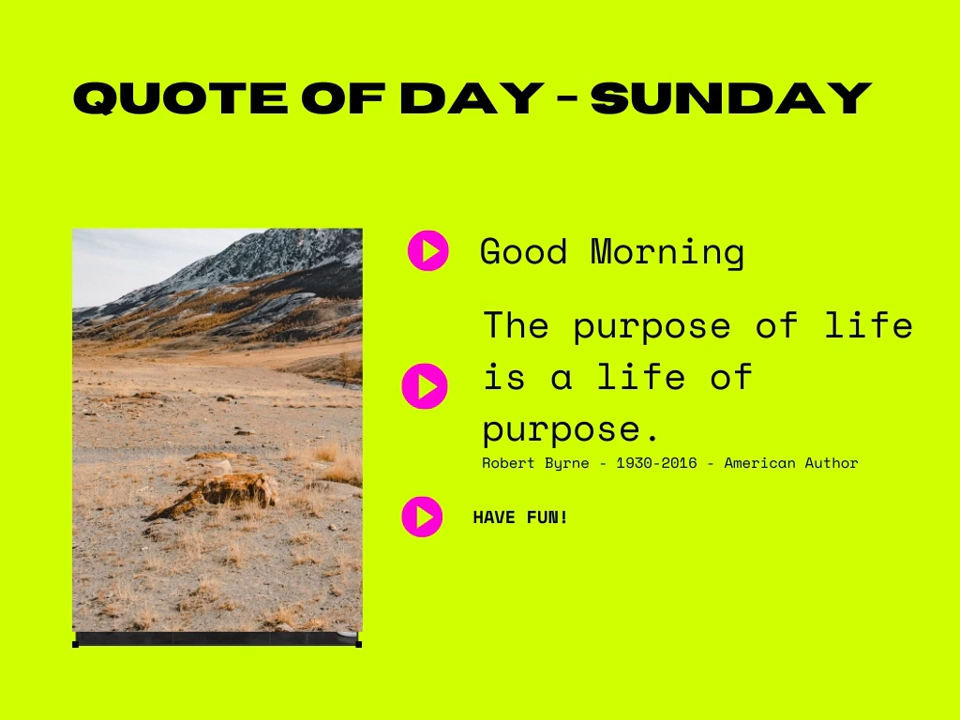 QUOTE OF DAY - SUNDAY
Good Morning
The purpose of life
is a life of
purpose.
Robert Byrne - 1930-2016 - American Author
HAVE FUN!